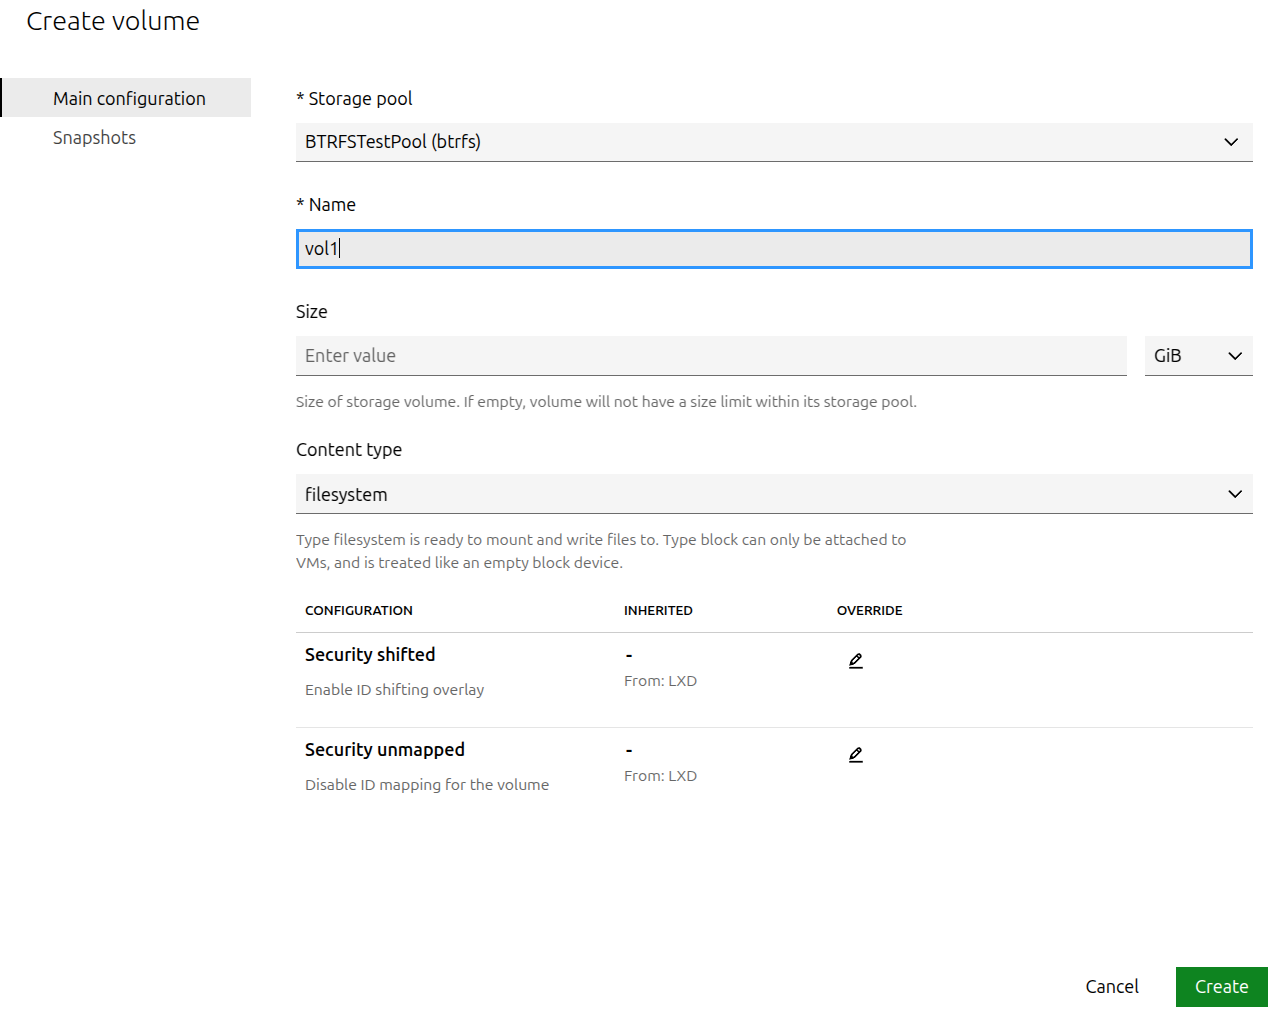 Create volume
Main configuration
Snapshots
* Storage pool
BTRFSTestPool (btrfs)
* Name
vol1
Size
Enter value
GiB
Size of storage volume. If empty, volume will not have a size limit within its storage pool.
Content type
filesystem
Type filesystem is ready to mount and write files to. Type block can only be attached to
VMs, and is treated like an empty block device.
CONFIGURATION INHERITED OVERRIDE
Security shifted -
Enable ID shifting overlay From: LXD
Security unmapped -
Disable ID mapping for the volume From: LXD
Cancel Create